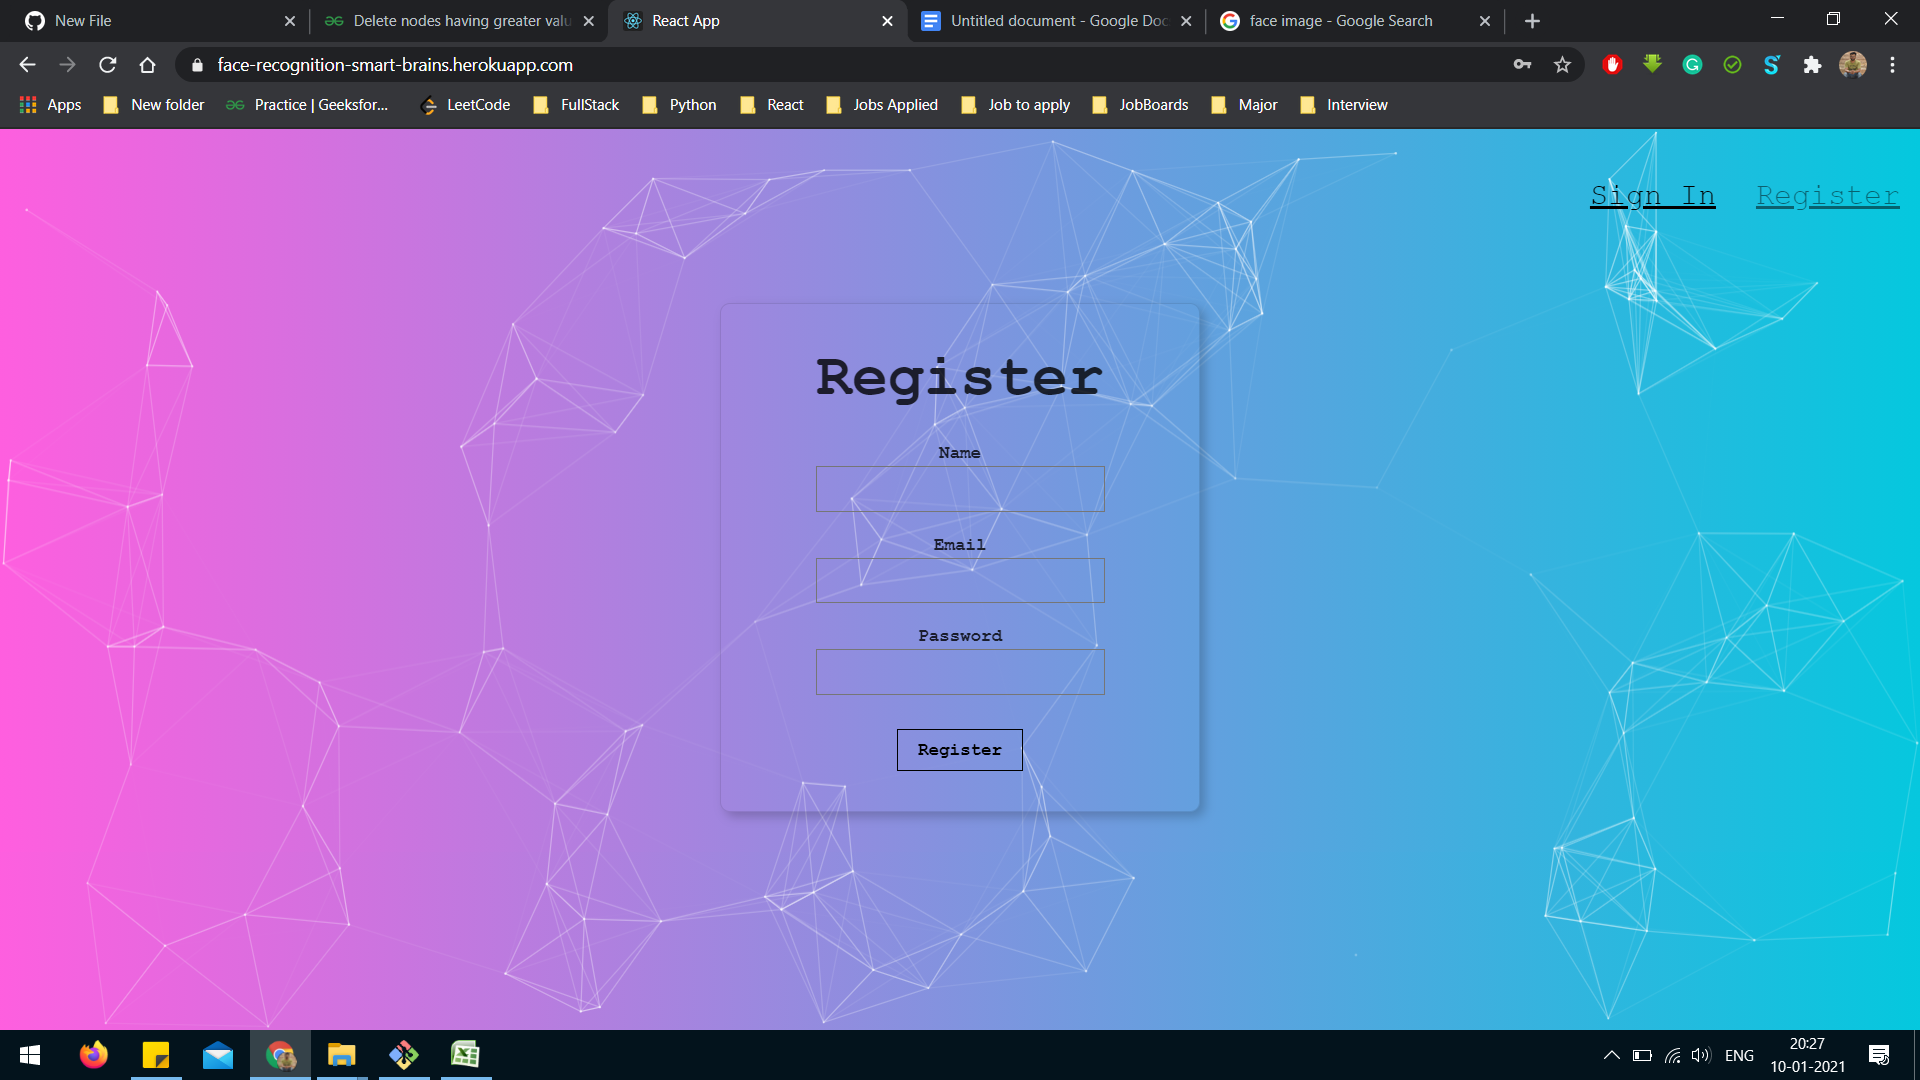 New File
Delete nodes having greater valu
React App
Untitled document - Google Doc
face image - Google Search
face-recognition-smart-brains.herokuapp.com
Apps New folder Practice | Geeksfor... LeetCode FullStack Python React Jobs Applied Job to apply JobBoards Major Interview
Sign In Register
Register
Name
Email
Password
Register
ENG
20:27
10-01-2021